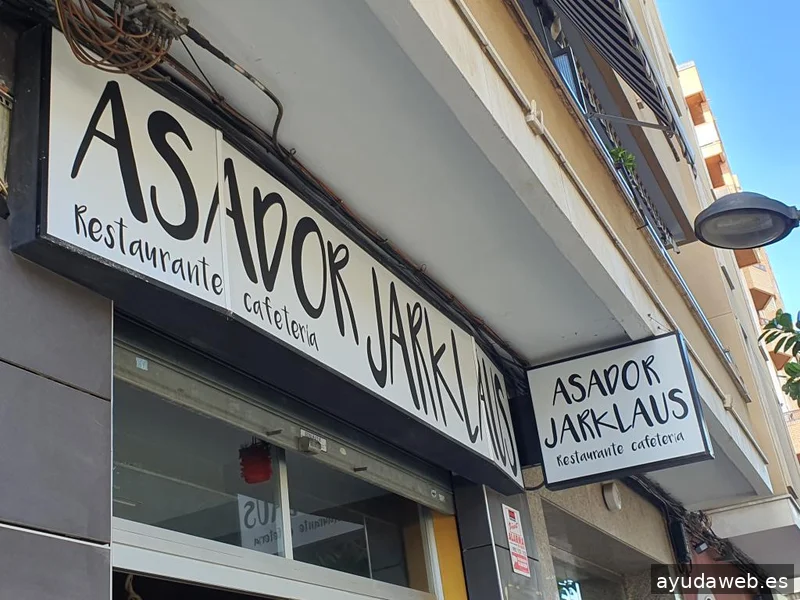 ASADOR JARKLAUS
Restaurante cafeteria
ASADOR
JARKLAUS
Restaurante cafeteria
ayudaweb.es